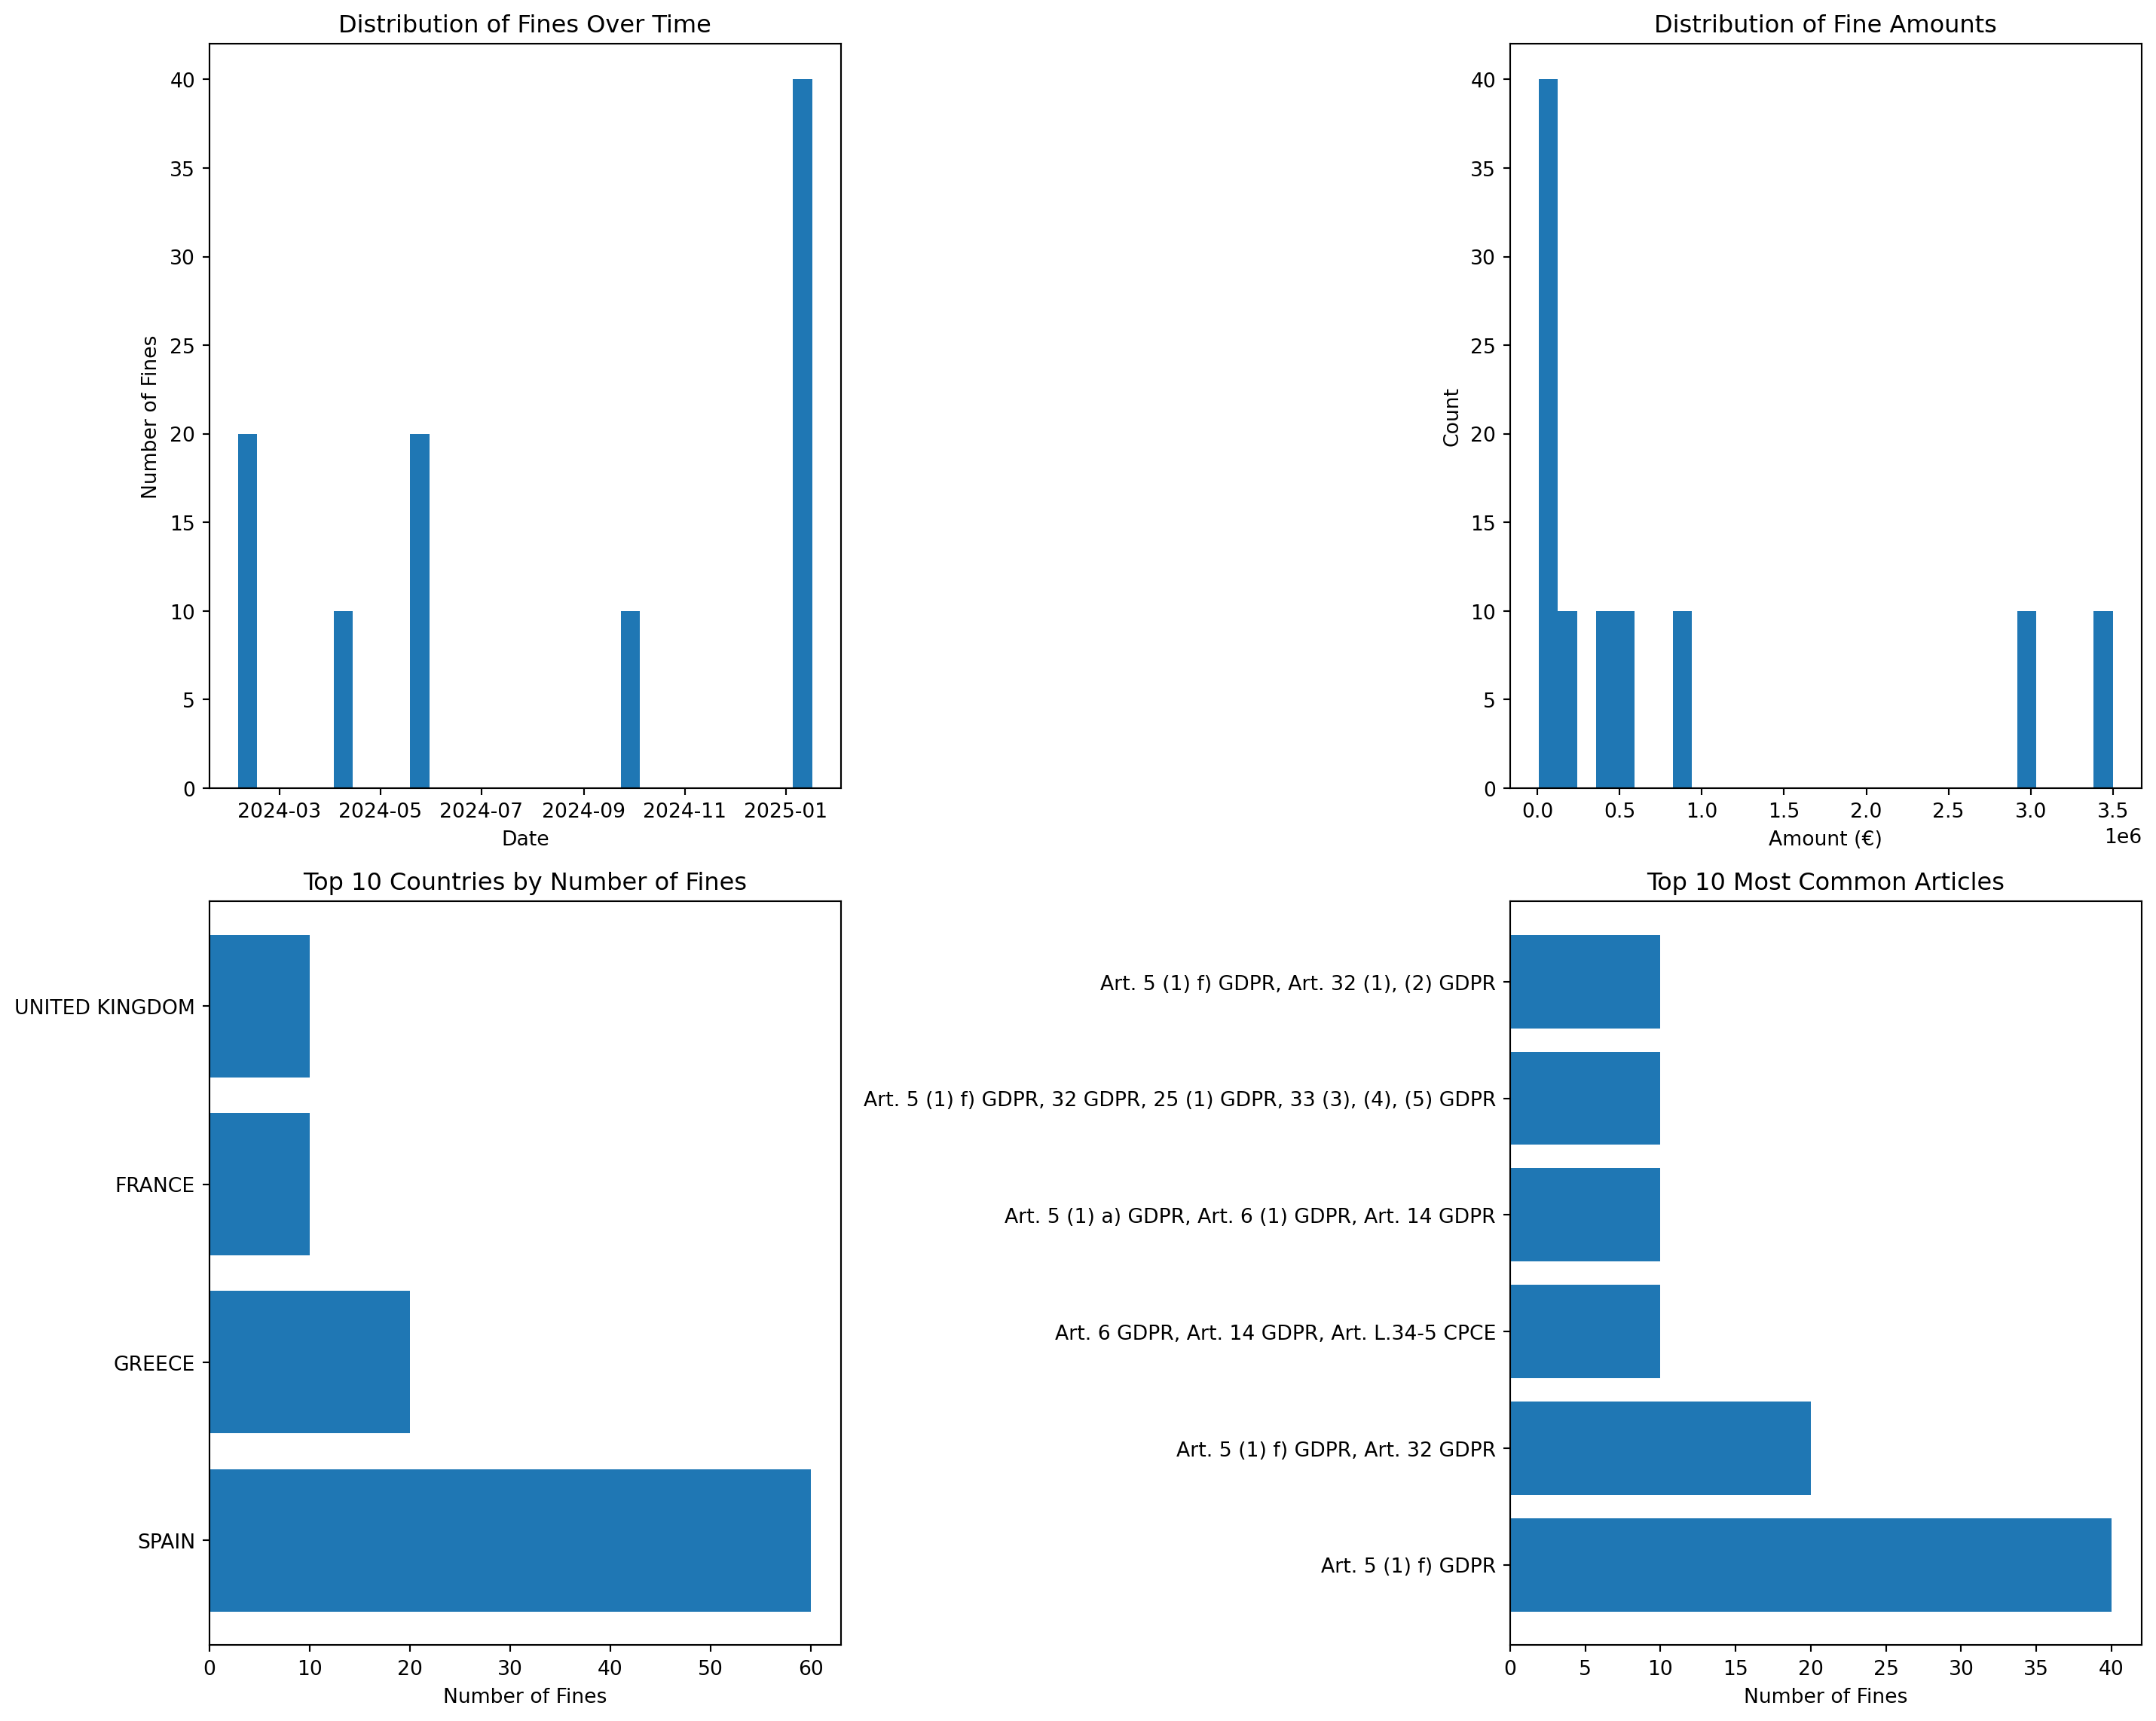 Distribution of Fines Over Time
40
35
30
25
20
15
10
5
0
Number of Fines
2024-03 2024-05 2024-07 2024-09 2024-11 2025-01
Date
Distribution of Fine Amounts
40
35
30
25
20
15
10
5
0
Count
0.0 0.5 1.0 1.5 2.0 2.5 3.0 3.5
1e6
Amount (€)
Top 10 Countries by Number of Fines
UNITED KINGDOM
FRANCE
GREECE
SPAIN
0 10 20 30 40 50 60
Number of Fines
Top 10 Most Common Articles
Art. 5 (1) f) GDPR, Art. 32 (1), (2) GDPR
Art. 5 (1) f) GDPR, 32 GDPR, 25 (1) GDPR, 33 (3), (4), (5) GDPR
Art. 5 (1) a) GDPR, Art. 6 (1) GDPR, Art. 14 GDPR
Art. 6 GDPR, Art. 14 GDPR, Art. L.34-5 CPCE
Art. 5 (1) f) GDPR, Art. 32 GDPR
Art. 5 (1) f) GDPR
0 5 10 15 20 25 30 35 40
Number of Fines